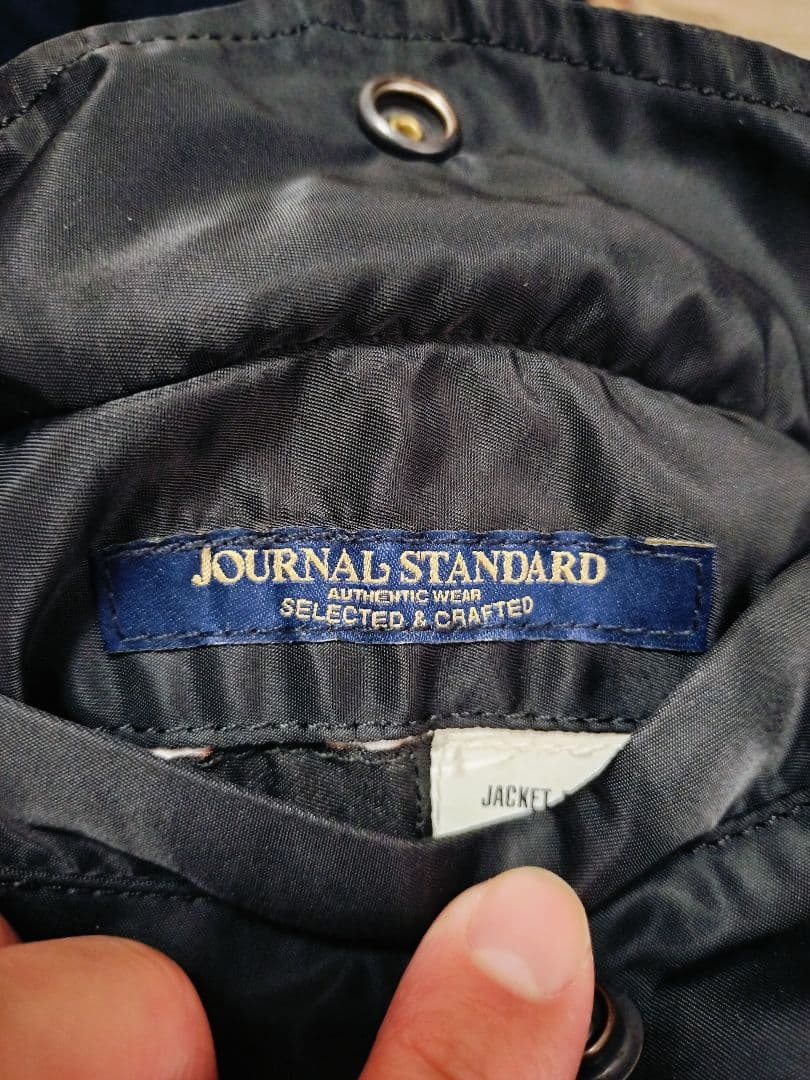 JOURNAL STANDARD
AUTHENTIC WEAR
SELECTED & CRAFTED
JACKET